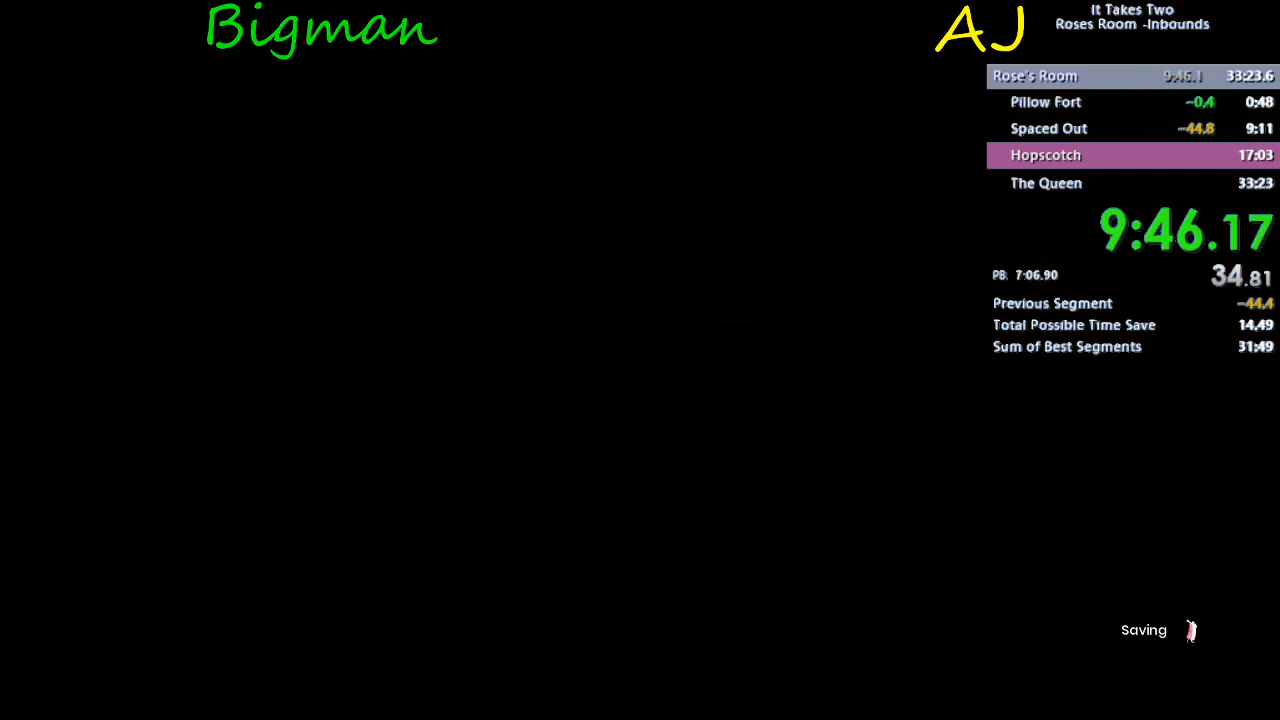 Bigman
AJ
It Takes Two
Roses Room -Inbounds
Rose's Room 9:46.1 33:23.6
Pillow Fort -0.4 0:48
Spaced Out -44.8 9:11
Hopscotch 17:03
The Queen 33:23
9:46.17
PB: 7:06.90 34.81
Previous Segment -44.4
Total Possible Time Save 14.49
Sum of Best Segments 31:49
Saving